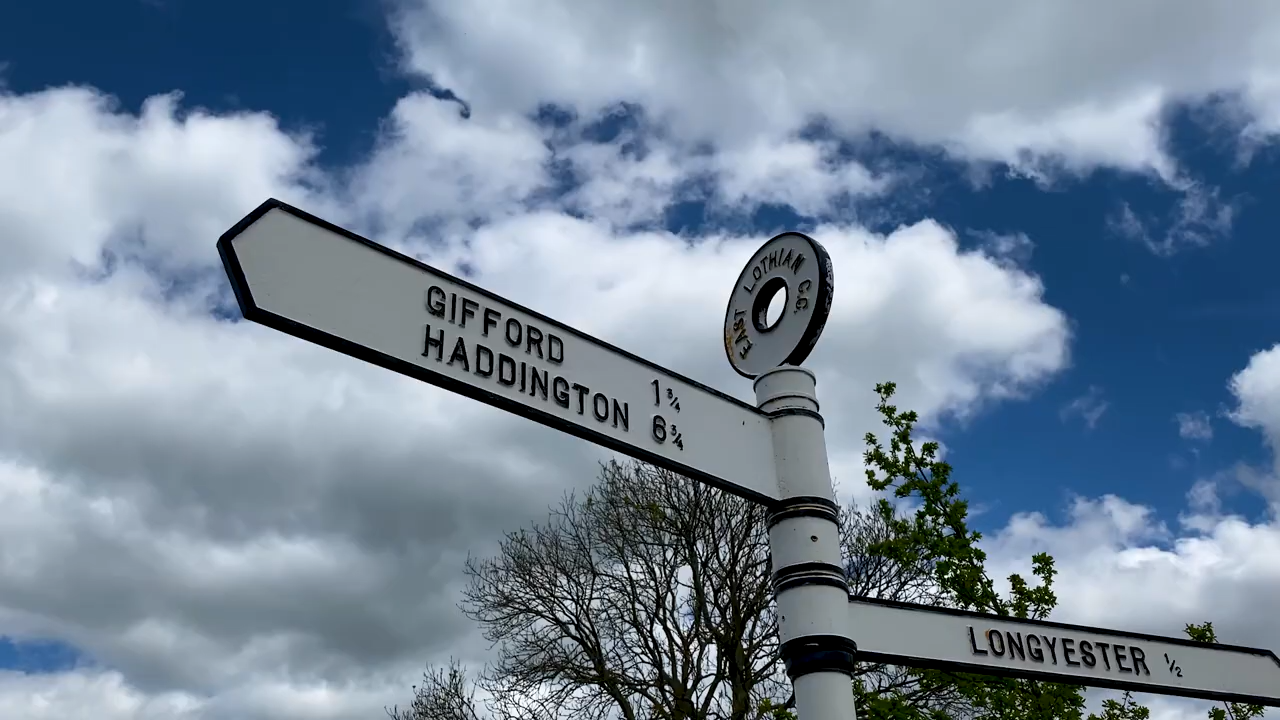 EAST LOTHIAN C.C.
GIFFORD 1¾
HADDINGTON 6¾
LONGYESTER ½